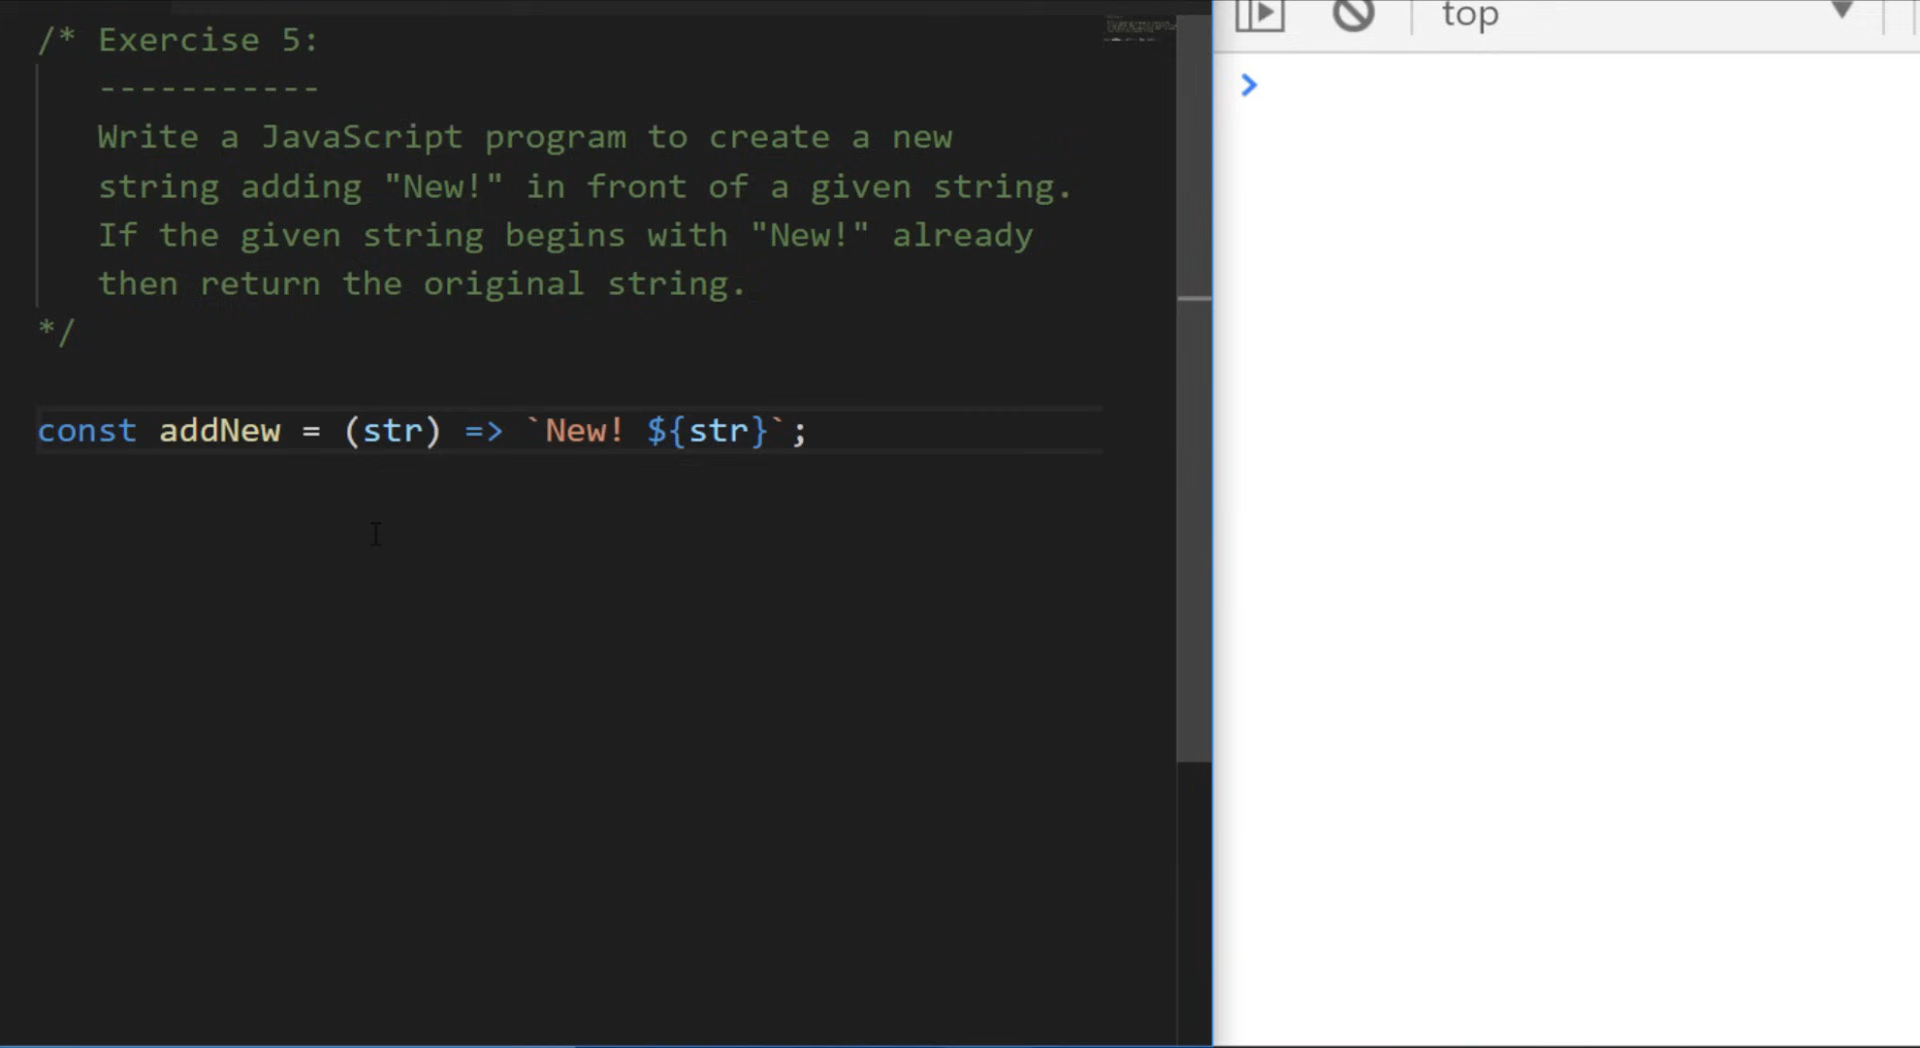 /* Exercise 5:
-----------
Write a JavaScript program to create a new
string adding "New!" in front of a given string.
If the given string begins with "New!" already
then return the original string.
*/
const addNew = (str) => `New! ${str}`;
top
>